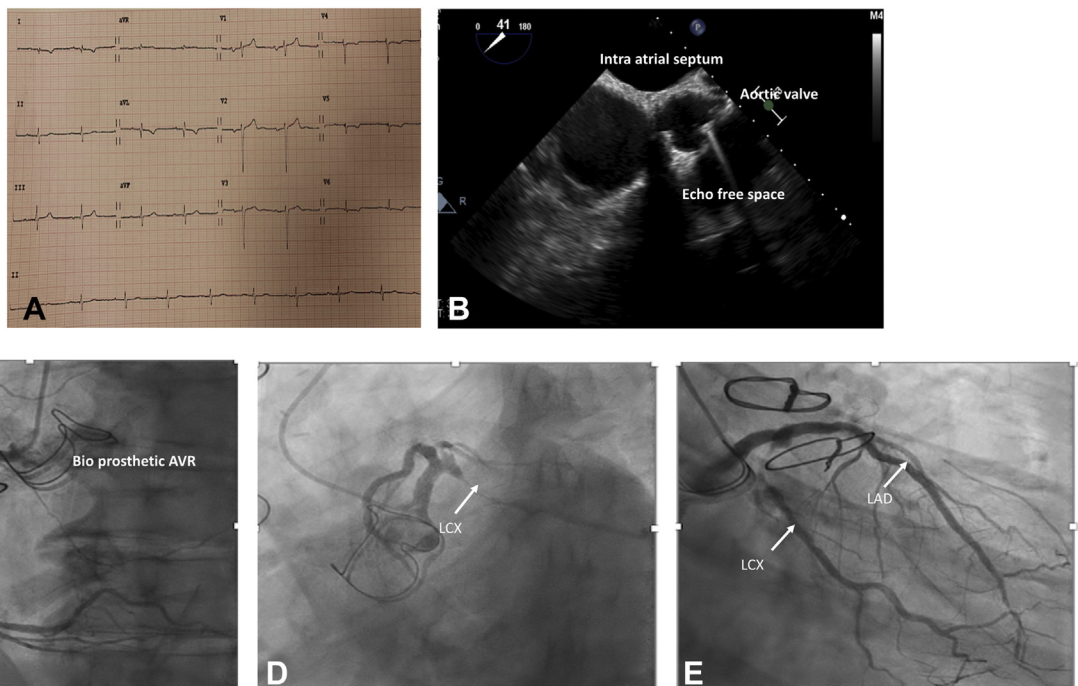 I aVR V1 V4
II aVL V2 V5
III aVF V3 V6
II
A
0 41 180
P
M4
Intra atrial septum
Aortic valve
Echo free space
G
R
T:
T:
B
Bio prosthetic AVR
LCX
D
LAD
LCX
E